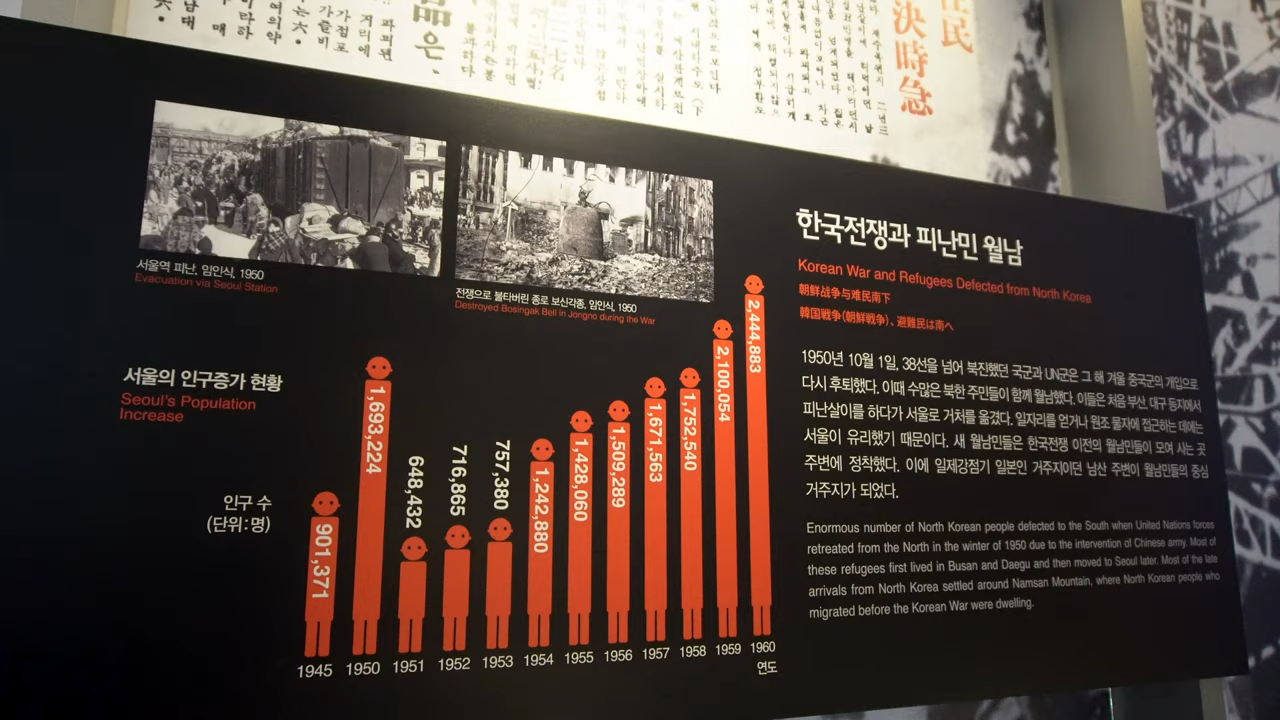 住民
決時急
서울역 피난, 임인식, 1950
Evacuation via Seoul Station
전쟁으로 불타버린 종로 보신각종, 임인식, 1950
Destroyed Bosingak Bell in Jongno during the War
서울의 인구증가 현황
Seoul's Population
Increase
인구 수
(단위:명)
901,371
1,693,224
648,432
716,865
757,380
1,242,880
1,428,060
1,509,289
1,671,563
1,752,540
2,100,054
2,444,883
1945 1950 1951 1952 1953 1954 1955 1956 1957 1958 1959 1960
연도
한국전쟁과 피난민 월남
Korean War and Refugees Defected from North Korea
朝鲜战争与难民南下
韓国戦争(朝鮮戦争)、避難民は南へ
1950년 10월 1일, 38선을 넘어 북진했던 국군과 UN군은 그 해 겨울 중국군의 개입으로
다시 후퇴했다. 이때 수많은 북한 주민들이 함께 월남했다. 이들은 처음 부산, 대구 등지에서
피난살이를 하다가 서울로 거처를 옮겼다. 일자리를 얻거나 원조 물자에 접근하는 데에는
서울이 유리했기 때문이다. 새 월남민들은 한국전쟁 이전의 월남민들이 모여 사는 곳
주변에 정착했다. 이에 일제강점기 일본인 거주지이던 남산 주변이 월남민들의 중심
거주지가 되었다.
Enormous number of North Korean people defected to the South when United Nations forces
retreated from the North in the winter of 1950 due to the intervention of Chinese army. Most of
these refugees first lived in Busan and Daegu and then moved to Seoul later. Most of the late
arrivals from North Korea settled around Namsan Mountain, where North Korean people who
migrated before the Korean War were dwelling.